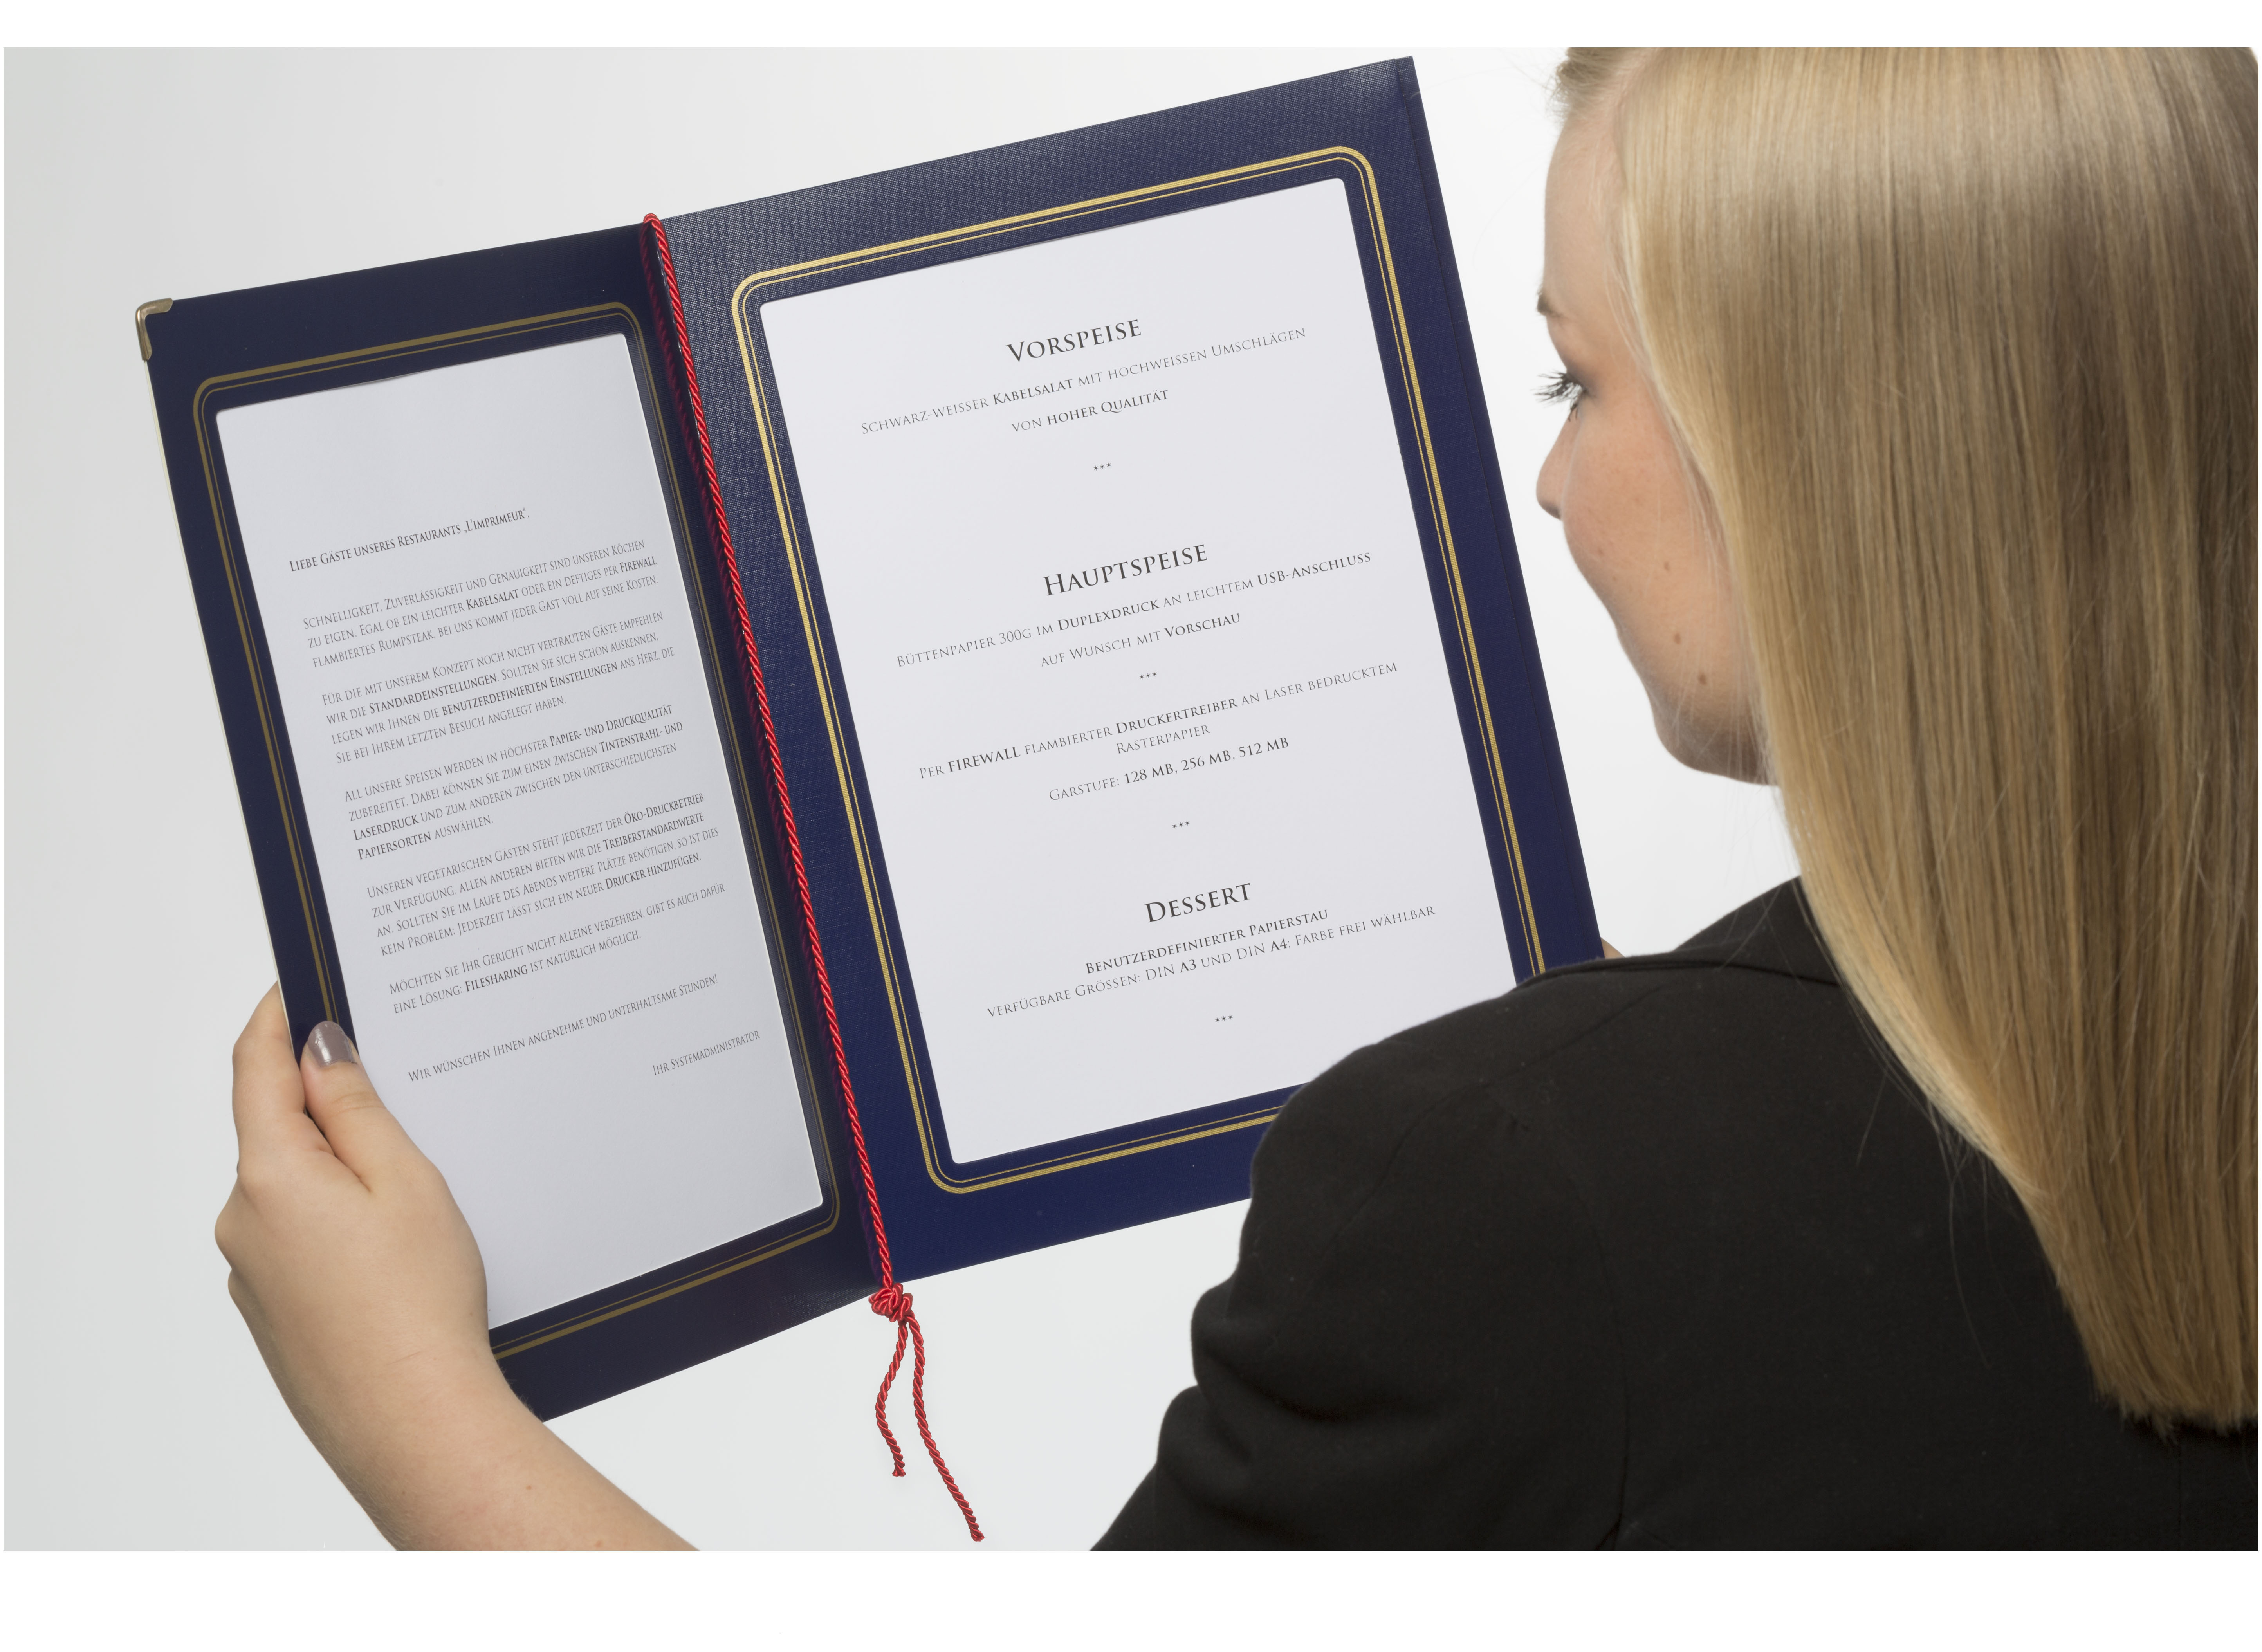 Liebe Gäste unseres Restaurants „L'imprimeur",
Schnelligkeit, Zuverlässigkeit und Genauigkeit sind unseren Köchen
zu eigen. Egal ob ein leichter Kabelsalat oder ein deftiges per Firewall
flambiertes Rumpsteak, bei uns kommt jeder Gast voll auf seine Kosten.
Für die mit unserem Konzept noch nicht vertrauten Gäste empfehlen
wir die Standardeinstellungen. Sollten Sie sich schon auskennen,
legen wir Ihnen die benutzerdefinierten Einstellungen ans Herz, die
Sie bei Ihrem letzten Besuch angelegt haben.
All unsere Speisen werden in höchster Papier- und Druckqualität
zubereitet. Dabei können Sie zum einen zwischen Tintenstrahl- und
Laserdruck und zum anderen zwischen den unterschiedlichsten
Papiersorten auswählen.
Unseren vegetarischen Gästen steht jederzeit der Öko-Druckbetrieb
zur Verfügung, allen anderen bieten wir die Treiberstandardwerte
an. Sollten Sie im Laufe des Abends weitere Plätze benötigen, so ist dies
kein Problem: Jederzeit lässt sich ein neuer Drucker hinzufügen.
Möchten Sie Ihr Gericht nicht alleine verzehren, gibt es auch dafür
eine Lösung: Filesharing ist natürlich möglich.
Wir wünschen Ihnen angenehme und unterhaltsame Stunden!
Ihr Systemadministrator
Vorspeise
Schwarz-weisser Kabelsalat mit hochweissen Umschlägen
von hoher Qualität
***
Hauptspeise
Büttenpapier 300g im Duplexdruck an leichtem USB-Anschluss
auf Wunsch mit Vorschau
***
Per Firewall flambierter Druckertreiber an Laser bedrucktem
Rasterpapier
Garstufe: 128 MB, 256 MB, 512 MB
***
Dessert
Benutzerdefinierter Papierstau
verfügbare Grössen: DIN A3 und DIN A4; Farbe frei wählbar
***